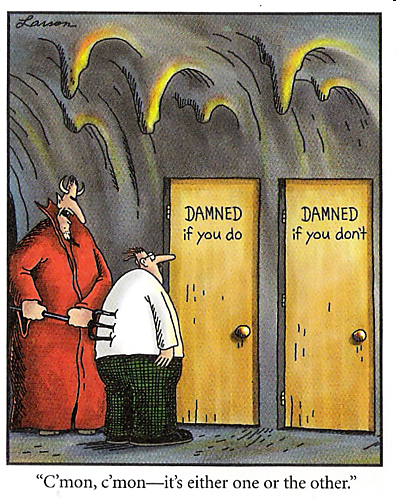 Larson
DAMNED
if you do
DAMNED
if you don't
"C'mon, c'mon—it's either one or the other."